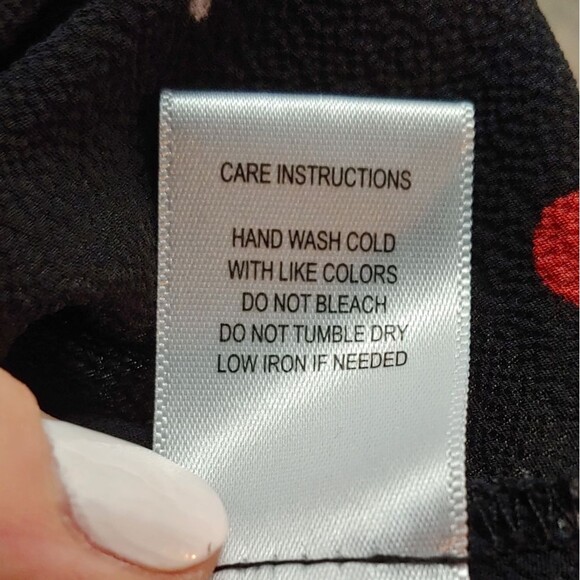 CARE INSTRUCTIONS
HAND WASH COLD
WITH LIKE COLORS
DO NOT BLEACH
DO NOT TUMBLE DRY
LOW IRON IF NEEDED